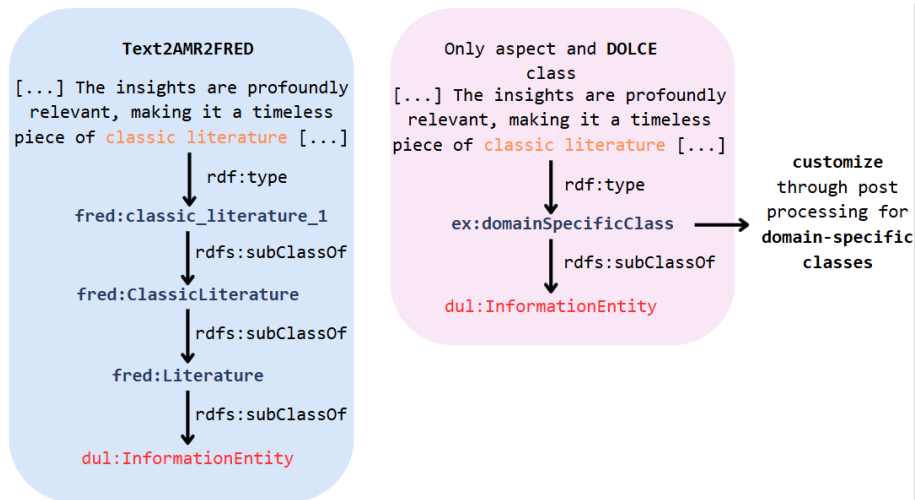 Text2AMR2FRED
[...] The insights are profoundly
relevant, making it a timeless
piece of classic literature [...]
rdf:type
fred:classic_literature_1
rdfs:subClassOf
fred:ClassicLiterature
rdfs:subClassOf
fred:Literature
rdfs:subClassOf
dul:InformationEntity
Only aspect and DOLCE
class
[...] The insights are profoundly
relevant, making it a timeless
piece of classic literature [...]
rdf:type
ex:domainSpecificClass
rdfs:subClassOf
dul:InformationEntity
customize
through post
processing for
domain-specific
classes